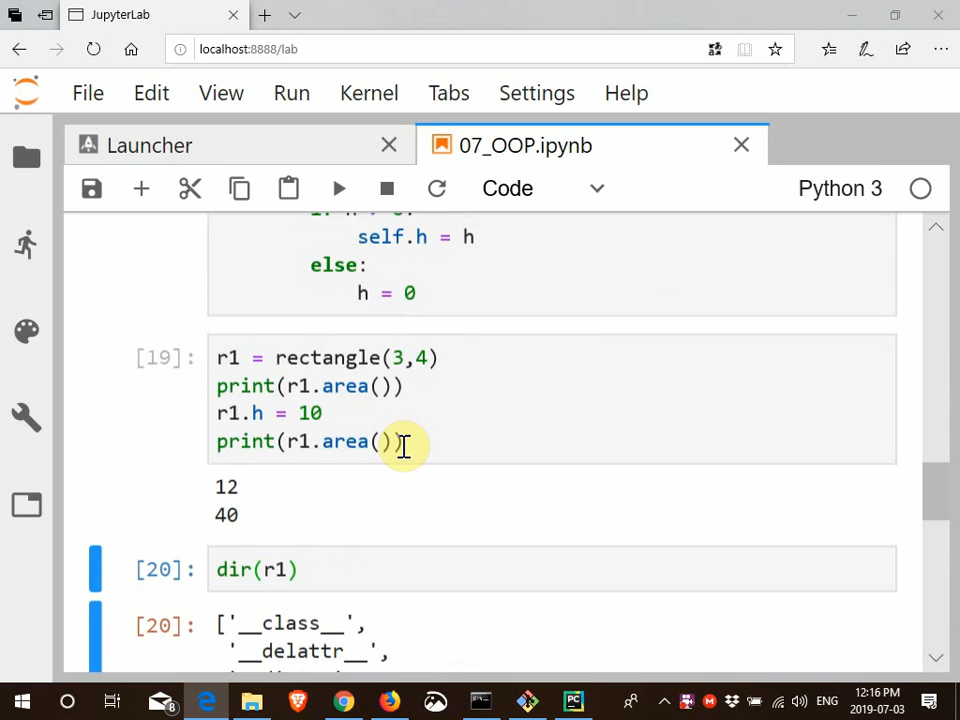 JupyterLab
localhost:8888/lab
File Edit View Run Kernel Tabs Settings Help
Launcher 07_OOP.ipynb
Code Python 3
self.h = h
else:
h = 0
[19]: r1 = rectangle(3,4)
print(r1.area())
r1.h = 10
print(r1.area())
12
40
[20]: dir(r1)
[20]: ['__class__',
'__delattr__',
8 ENG 12:16 PM
2019-07-03